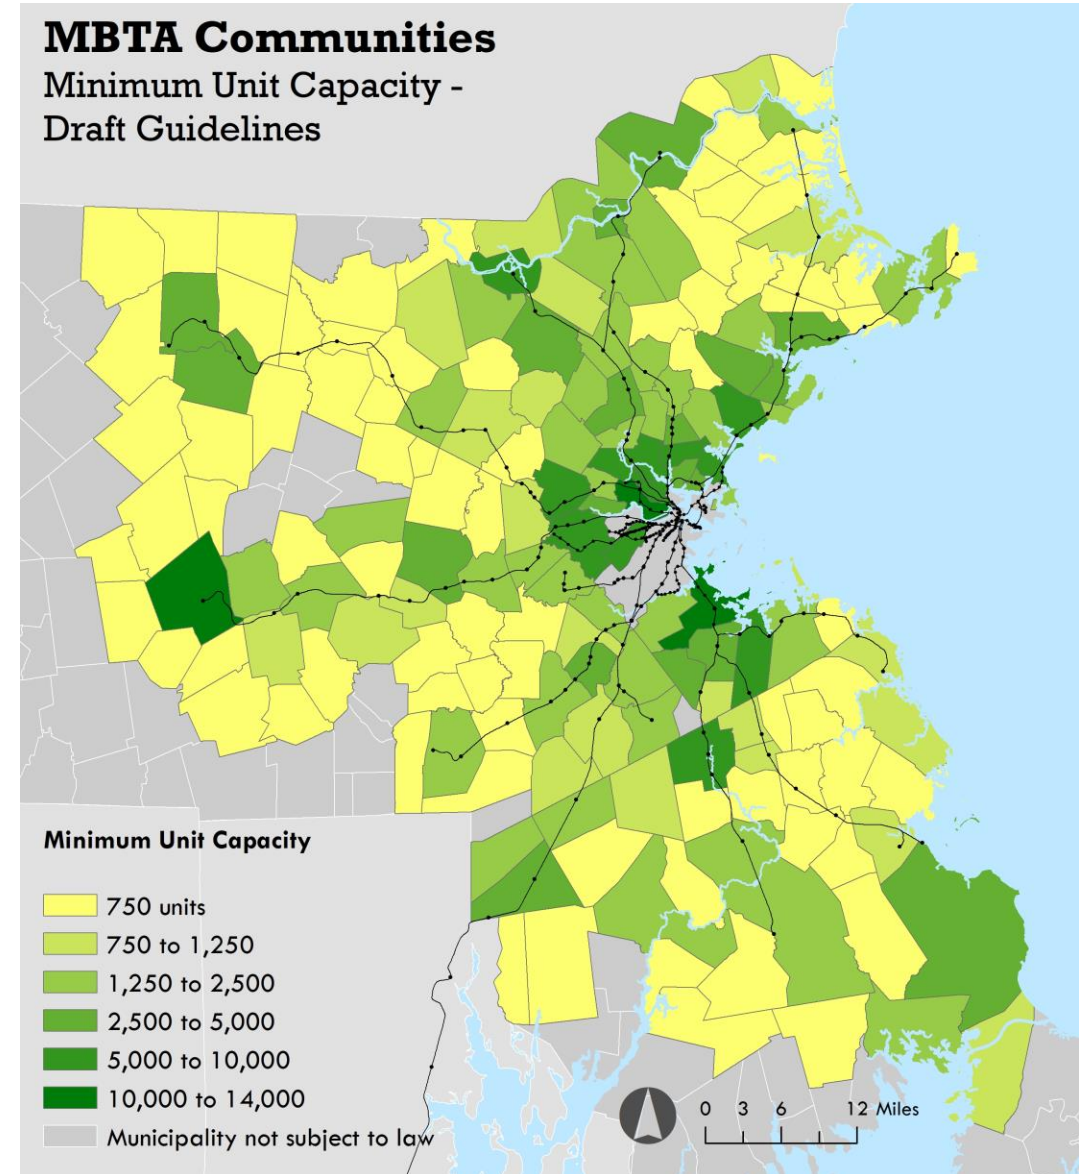 MBTA Communities
Minimum Unit Capacity -
Draft Guidelines
Minimum Unit Capacity
750 units
750 to 1,250
1,250 to 2,500
2,500 to 5,000
5,000 to 10,000
10,000 to 14,000
Municipality not subject to law
0 3 6 12 Miles